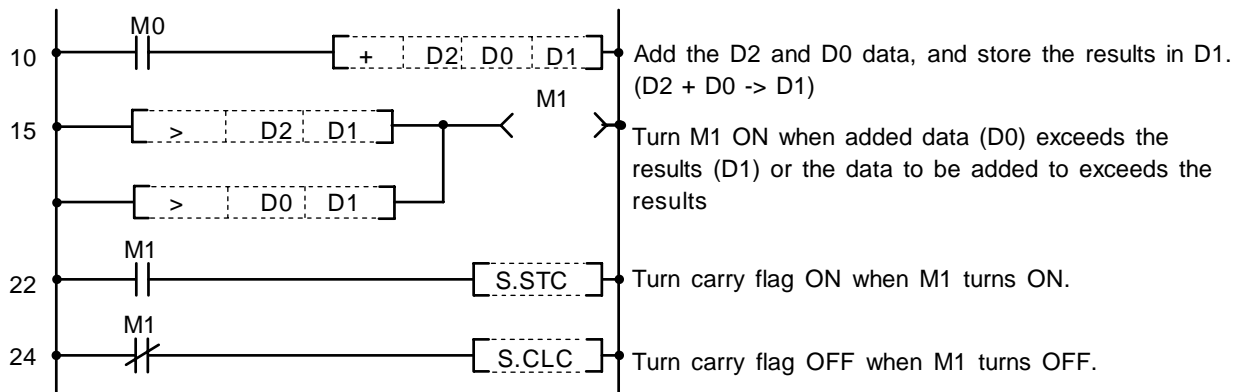 M0
10 + D2 D0 D1 Add the D2 and D0 data, and store the results in D1.
(D2 + D0 -> D1)
M1
15 > D2 D1 Turn M1 ON when added data (D0) exceeds the
results (D1) or the data to be added to exceeds the
> D0 D1 results
M1
22 S.STC Turn carry flag ON when M1 turns ON.
M1
24 S.CLC Turn carry flag OFF when M1 turns OFF.